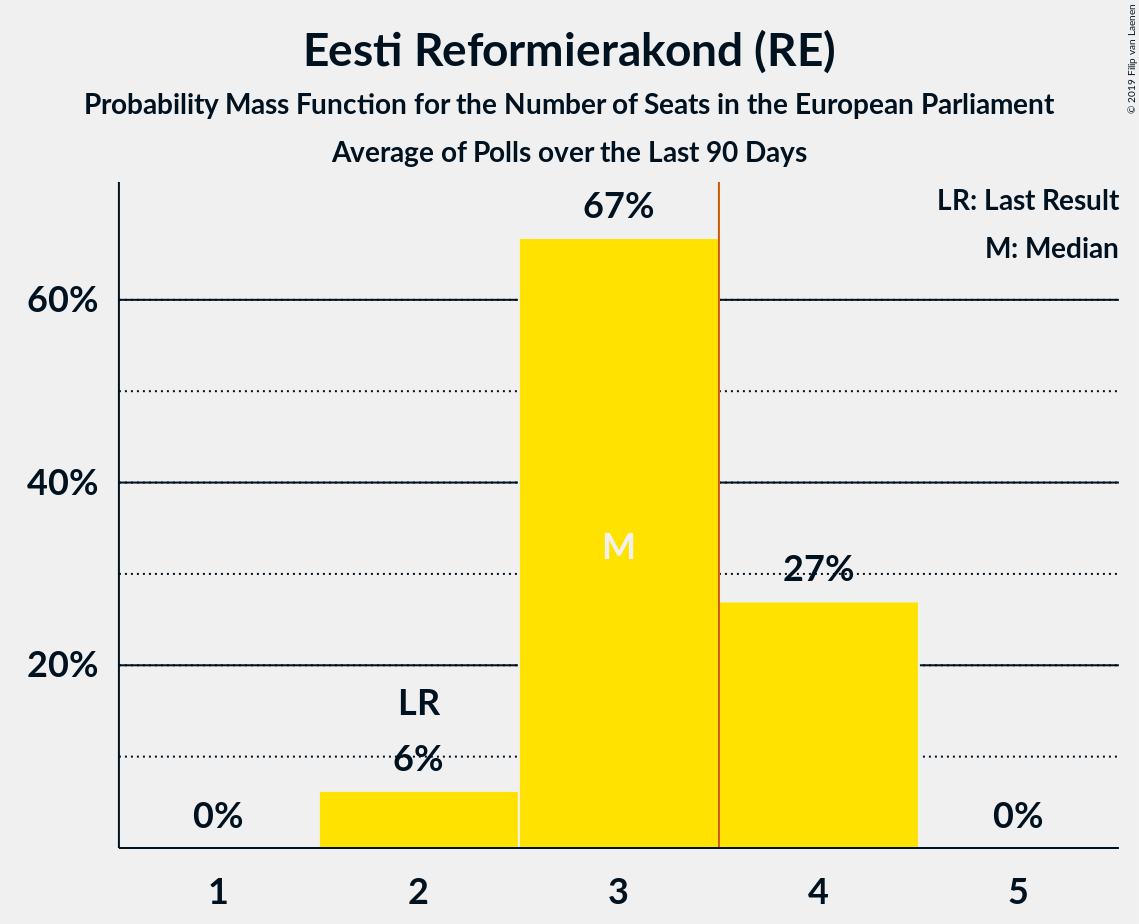 Eesti Reformierakond (RE)
Probability Mass Function for the Number of Seats in the European Parliament
Average of Polls over the Last 90 Days
© 2019 Filip van Laenen
LR: Last Result
M: Median
67%
60%
40%
M
27%
20%
LR
6%
0%
0%
1
2
3
4
5